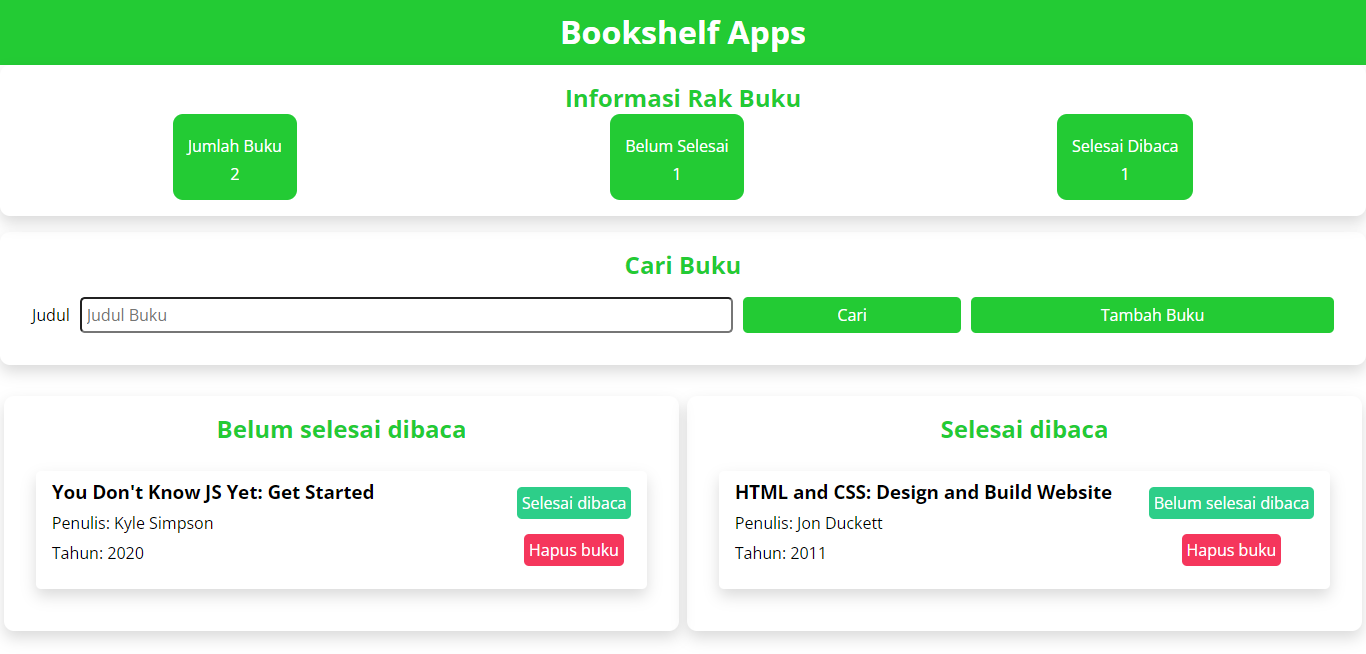 Bookshelf Apps
Informasi Rak Buku
Jumlah Buku
2
Belum Selesai
1
Selesai Dibaca
1
Cari Buku
Judul
Judul Buku
Cari
Tambah Buku
Belum selesai dibaca
You Don't Know JS Yet: Get Started
Penulis: Kyle Simpson
Tahun: 2020
Selesai dibaca
Hapus buku
Selesai dibaca
HTML and CSS: Design and Build Website
Penulis: Jon Duckett
Tahun: 2011
Belum selesai dibaca
Hapus buku